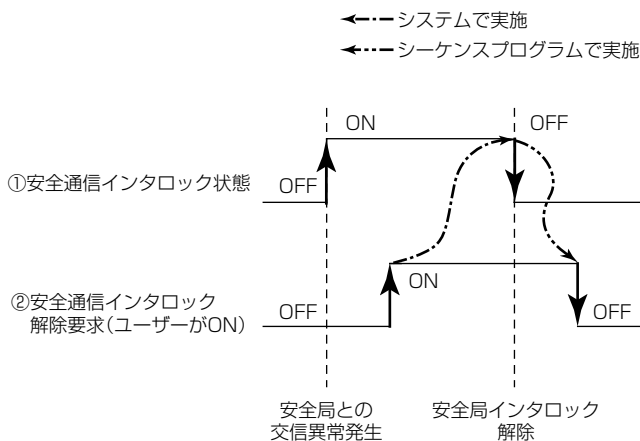 システムで実施
シーケンスプログラムで実施
ON
OFF
①安全通信インタロック状態
OFF
②安全通信インタロック
解除要求(ユーザーがON)
ON
OFF
OFF
安全局との
交信異常発生
安全局インタロック
解除